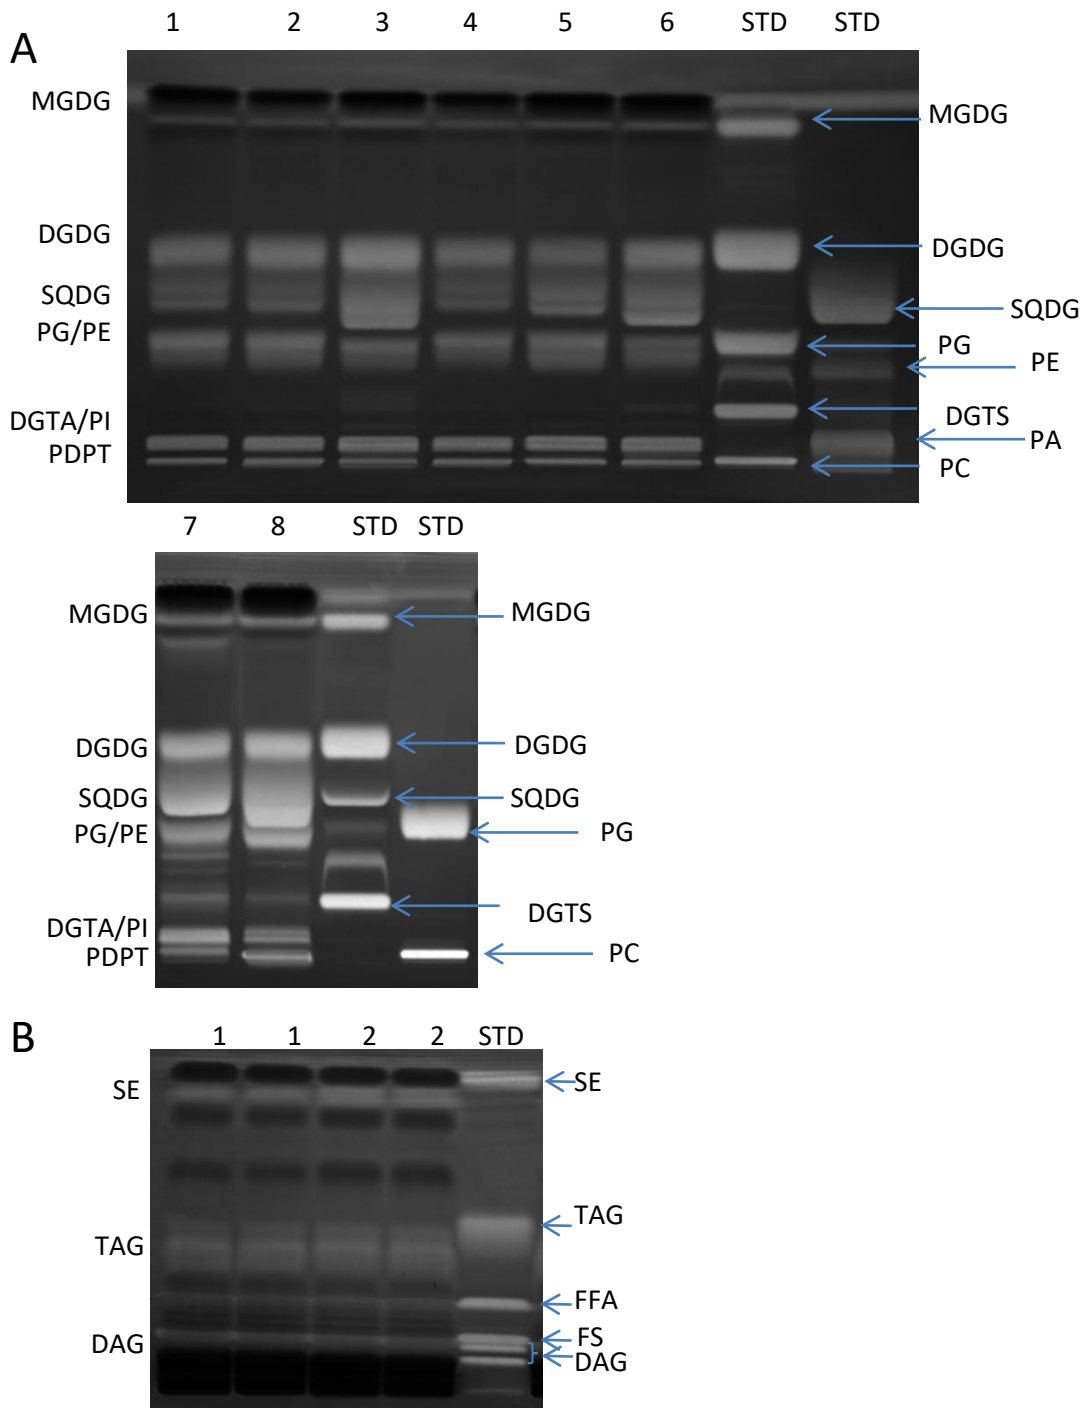 A
1 2 3 4 5 6 STD STD
MGDG
MGDG
DGDG
DGDG
SQDG
SQDG
PG/PE
PG
PE
DGTA/PI
DGTS
PDPT
PA
PC
7 8 STD STD
MGDG
MGDG
DGDG
DGDG
SQDG
SQDG
PG/PE
PG
DGTS
DGTA/PI
PDPT
PC
B
1 1 2 2 STD
SE
SE
TAG
TAG
FFA
FS
DAG
DAG